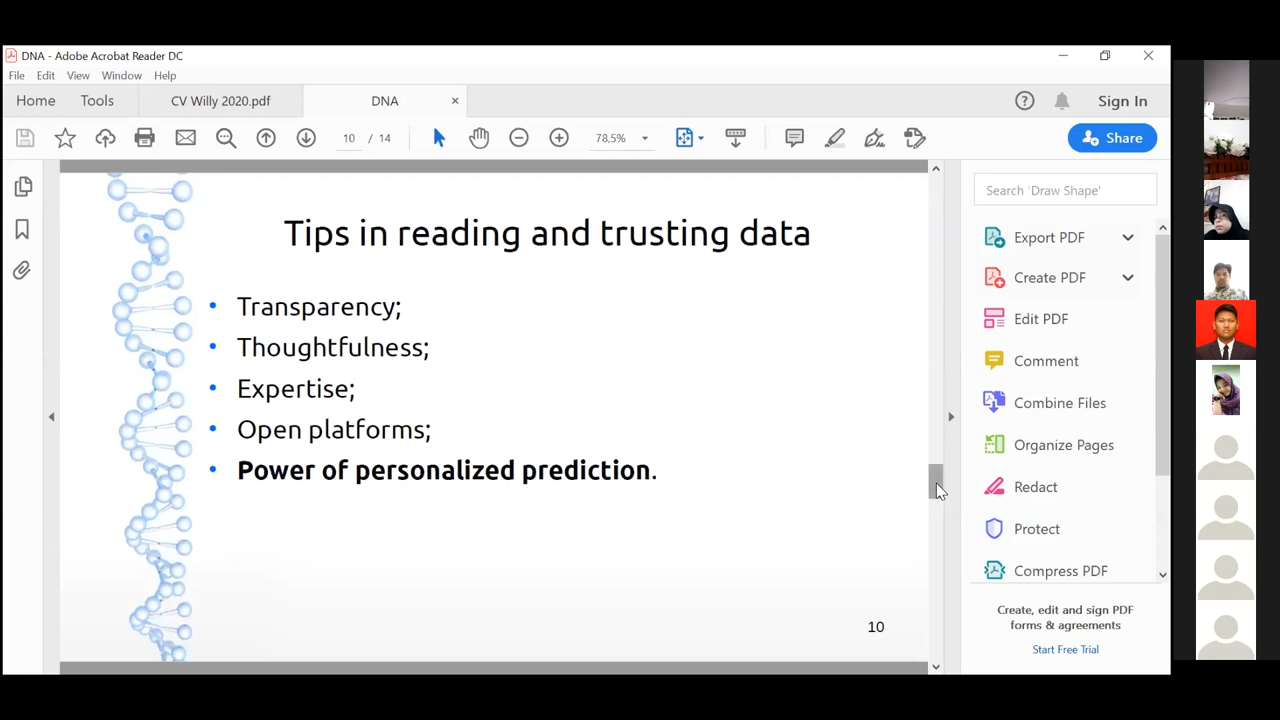 DNA - Adobe Acrobat Reader DC
File Edit View Window Help
Home Tools CV Willy 2020.pdf DNA Sign In
10 / 14 78,5% Share
Tips in reading and trusting data
• Transparency;
• Thoughtfulness;
• Expertise;
• Open platforms;
• Power of personalized prediction.
10
Search 'Draw Shape'
Export PDF
Create PDF
Edit PDF
Comment
Combine Files
Organize Pages
Redact
Protect
Compress PDF
Create, edit and sign PDF
forms & agreements
Start Free Trial